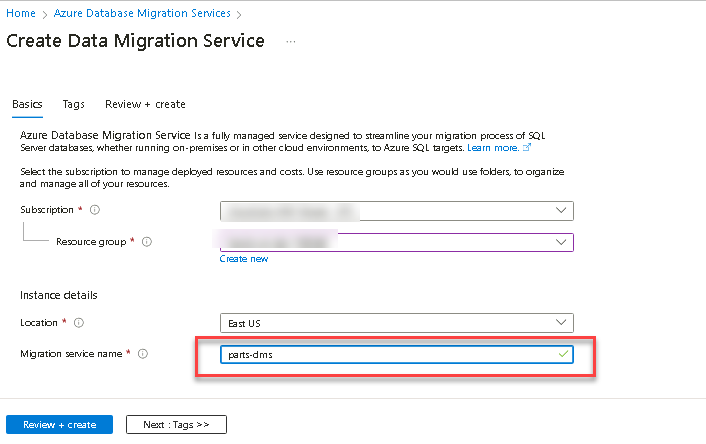 Home > Azure Database Migration Services >
Create Data Migration Service ...
Basics Tags Review + create
Azure Database Migration Service is a fully managed service designed to streamline your migration process of SQL
Server databases, whether running on-premises or in other cloud environments, to Azure SQL targets. Learn more.
Select the subscription to manage deployed resources and costs. Use resource groups as you would use folders, to organize
and manage all of your resources.
Subscription *
Resource group *
Create new
Instance details
Location * East US
Migration service name * parts-dms
Review + create Next : Tags >>